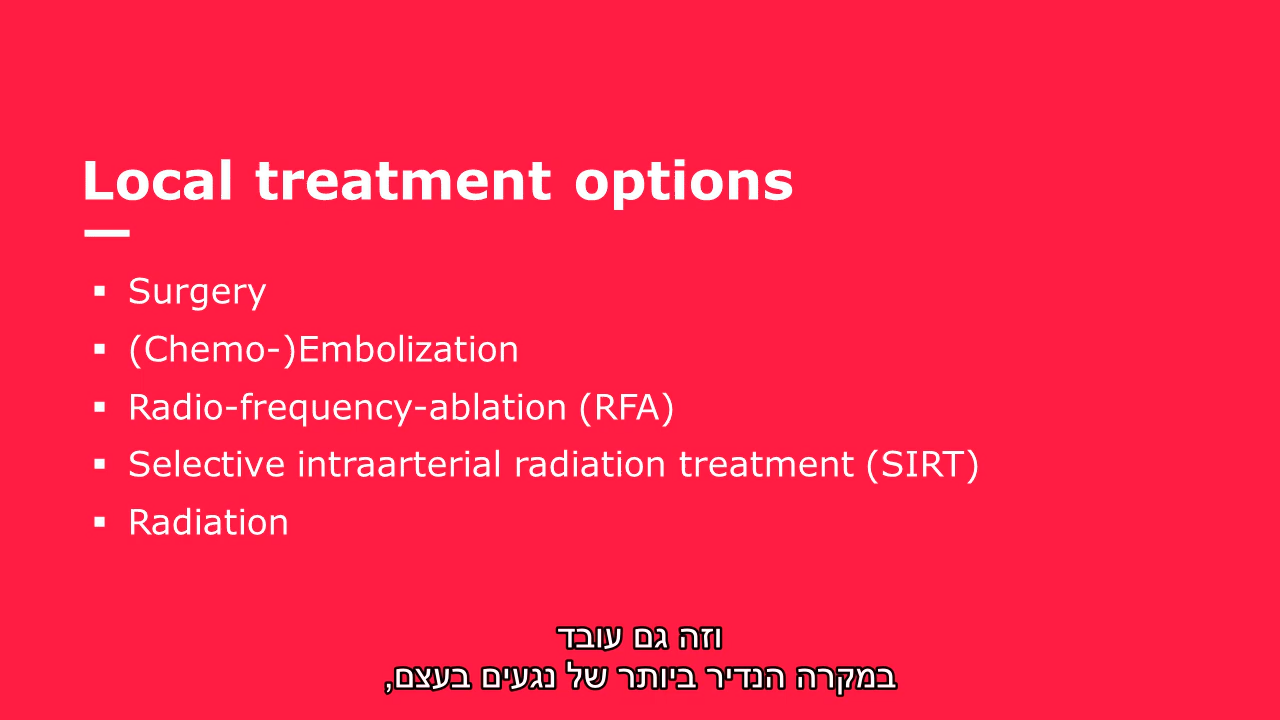 Local treatment options
▪ Surgery
▪ (Chemo-)Embolization
▪ Radio-frequency-ablation (RFA)
▪ Selective intraarterial radiation treatment (SIRT)
▪ Radiation
וזה גם עובד
במקרה הנדיר ביותר של נגעים בעצם,